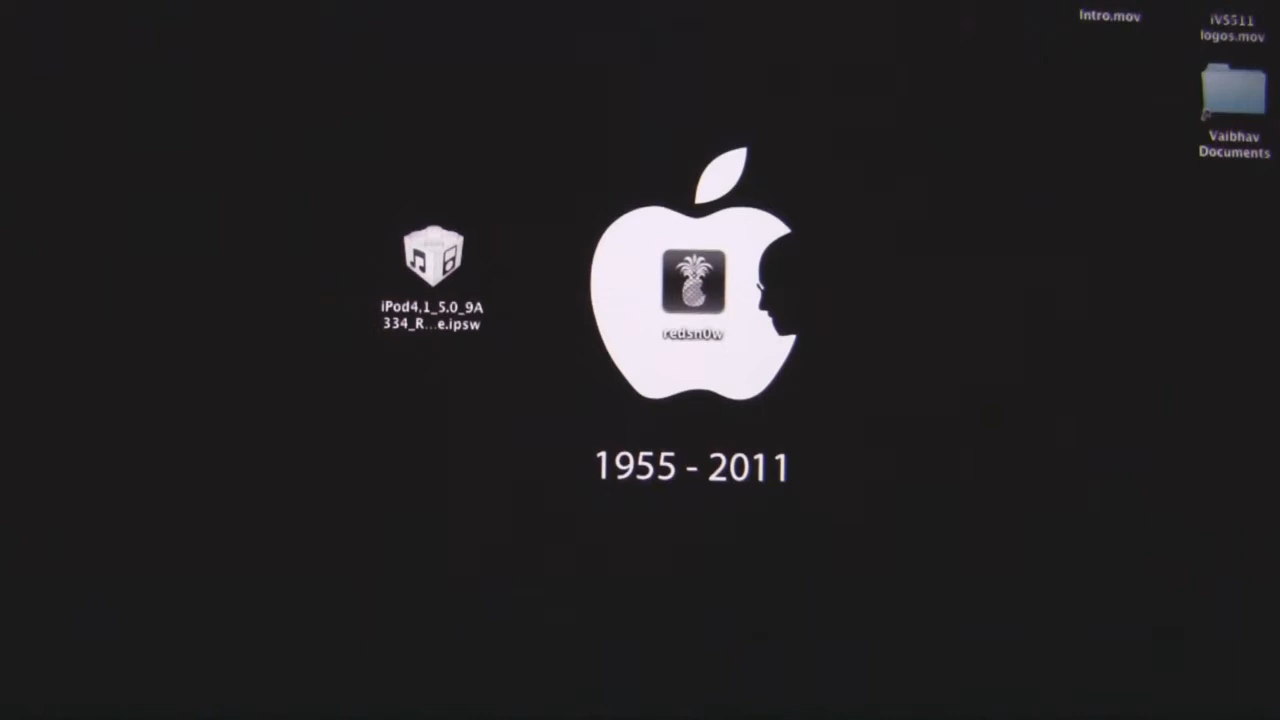 Intro.mov
iVS511
logos.mov
Vaibhav
Documents
iPod4,1_5.0_9A
334_R...e.ipsw
redsn0w
1955 - 2011